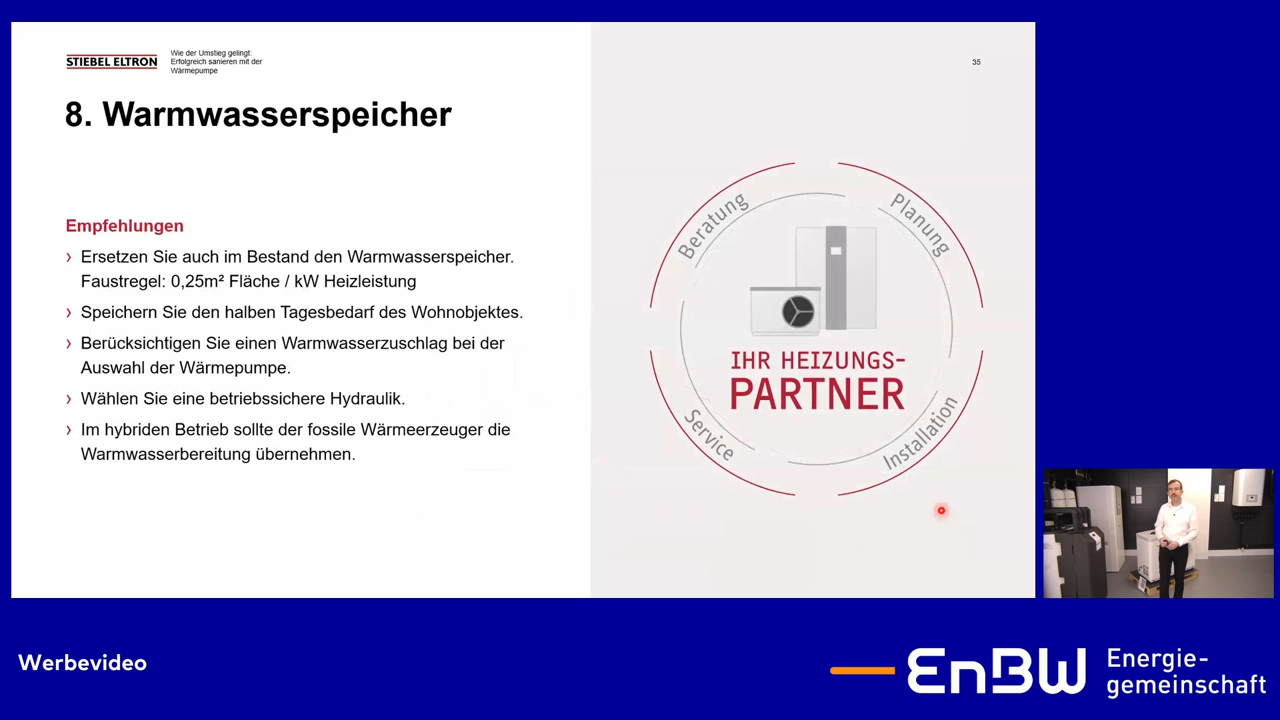 STIEBEL ELTRON
Wie der Umstieg gelingt:
Erfolgreich sanieren mit der
Wärmepumpe
35
8. Warmwasserspeicher
Empfehlungen
› Ersetzen Sie auch im Bestand den Warmwasserspeicher.
Faustregel: 0,25m² Fläche / kW Heizleistung
› Speichern Sie den halben Tagesbedarf des Wohnobjektes.
› Berücksichtigen Sie einen Warmwasserzuschlag bei der
Auswahl der Wärmepumpe.
› Wählen Sie eine betriebssichere Hydraulik.
› Im hybriden Betrieb sollte der fossile Wärmeerzeuger die
Warmwasserbereitung übernehmen.
Beratung
Planung
IHR HEIZUNGS-
PARTNER
Service
Installation
Werbevideo
EnBW
Energie-
gemeinschaft